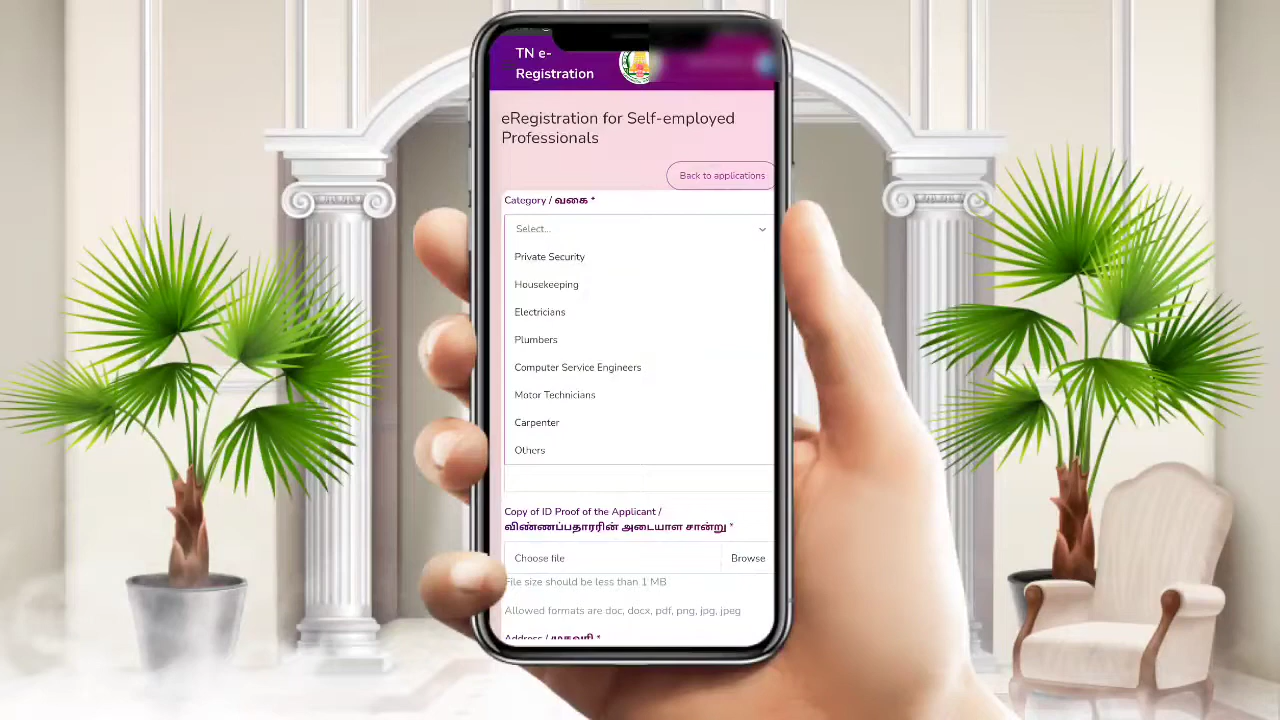 TN e-
Registration
eRegistration for Self-employed
Professionals
Back to applications
Category / வகை *
Select...
Private Security
Housekeeping
Electricians
Plumbers
Computer Service Engineers
Motor Technicians
Carpenter
Others
Copy of ID Proof of the Applicant /
விண்ணப்பதாரரின் அடையாள சான்று *
Choose file
Browse
File size should be less than 1 MB
Allowed formats are doc, docx, pdf, png, jpg, jpeg
Address / முகவரி *